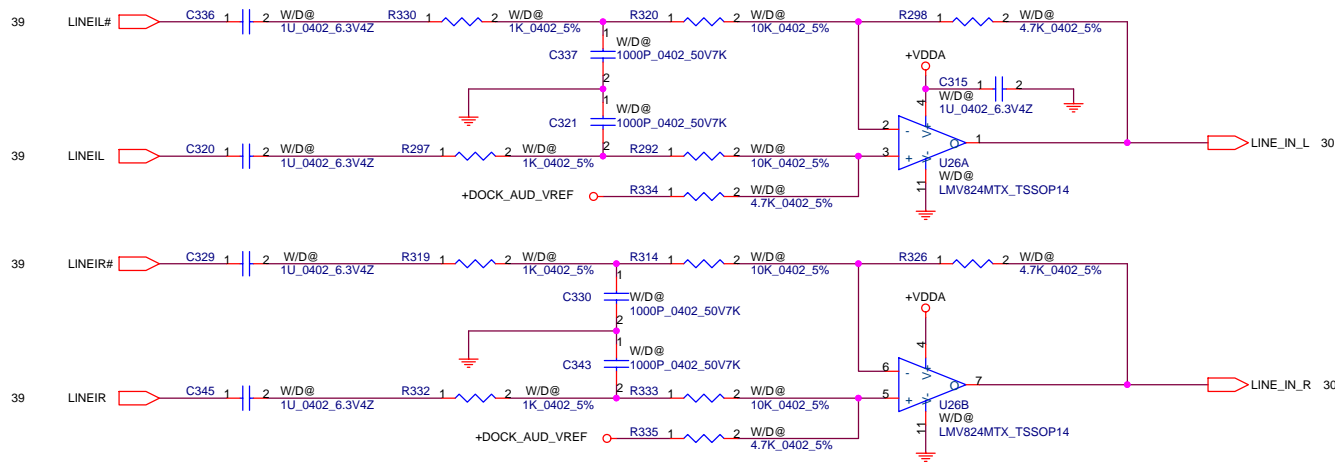 39 LINEIL# C336 1 2 W/D@ R330 1 2 W/D@ R320 1 2 W/D@ R298 1 2 W/D@
1U_0402_6.3V4Z 1K_0402_5% 10K_0402_5% 4.7K_0402_5%
1 W/D@ +VDDA
C337 1000P_0402_50V7K
2 C315 1 2
1 W/D@ 4 W/D@
C321 1000P_0402_50V7K 1U_0402_6.3V4Z
2 2 - V+ O 1
39 LINEIL C320 1 2 W/D@ R297 1 2 W/D@ R292 1 2 W/D@ 3 + V- LINE_IN_L 30
1U_0402_6.3V4Z 1K_0402_5% 10K_0402_5% U26A
W/D@
+DOCK_AUD_VREF R334 1 2 W/D@ 11 LMV824MTX_TSSOP14
4.7K_0402_5%
39 LINEIR# C329 1 2 W/D@ R319 1 2 W/D@ R314 1 2 W/D@ R326 1 2 W/D@
1U_0402_6.3V4Z 1K_0402_5% 10K_0402_5% 4.7K_0402_5%
1 W/D@ +VDDA
C330 1000P_0402_50V7K
2
1 W/D@ 4
C343 1000P_0402_50V7K
2 6 - V+ O 7
39 LINEIR C345 1 2 W/D@ R332 1 2 W/D@ R333 1 2 W/D@ 5 + V- LINE_IN_R 30
1U_0402_6.3V4Z 1K_0402_5% 10K_0402_5% U26B
W/D@
+DOCK_AUD_VREF R335 1 2 W/D@ 11 LMV824MTX_TSSOP14
4.7K_0402_5%